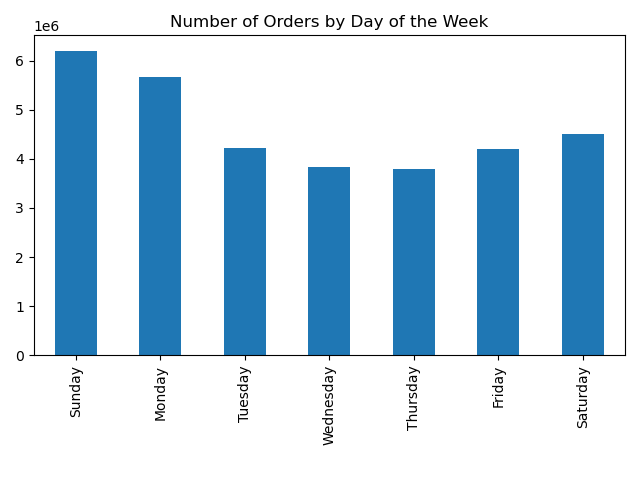 Number of Orders by Day of the Week
1e6
6
5
4
3
2
1
0
Sunday
Monday
Tuesday
Wednesday
Thursday
Friday
Saturday